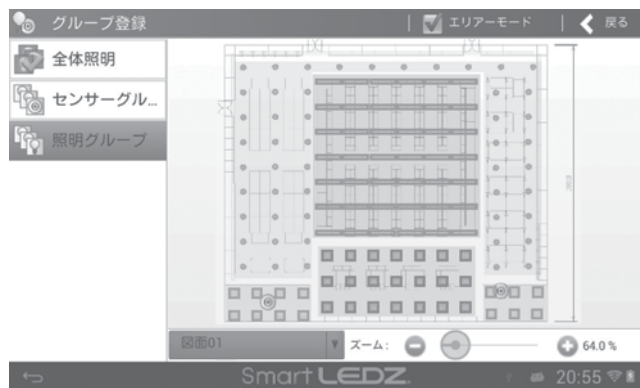 グループ登録
エリアーモード
戻る
全体照明
センサーグル...
照明グループ
図面01
ズーム:
64.0 %
Smart LEDZ.
20:55